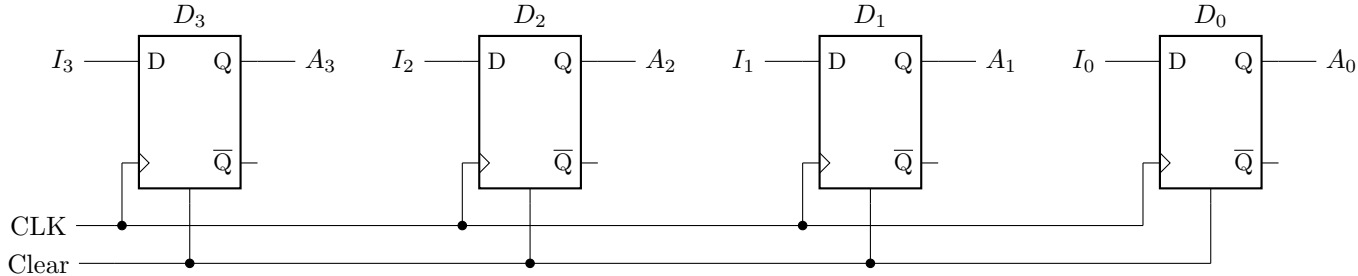 D₃ D₂ D₁ D₀
I₃ D Q A₃ I₂ D Q A₂ I₁ D Q A₁ I₀ D Q A₀
Q̅ Q̅ Q̅ Q̅
CLK
Clear